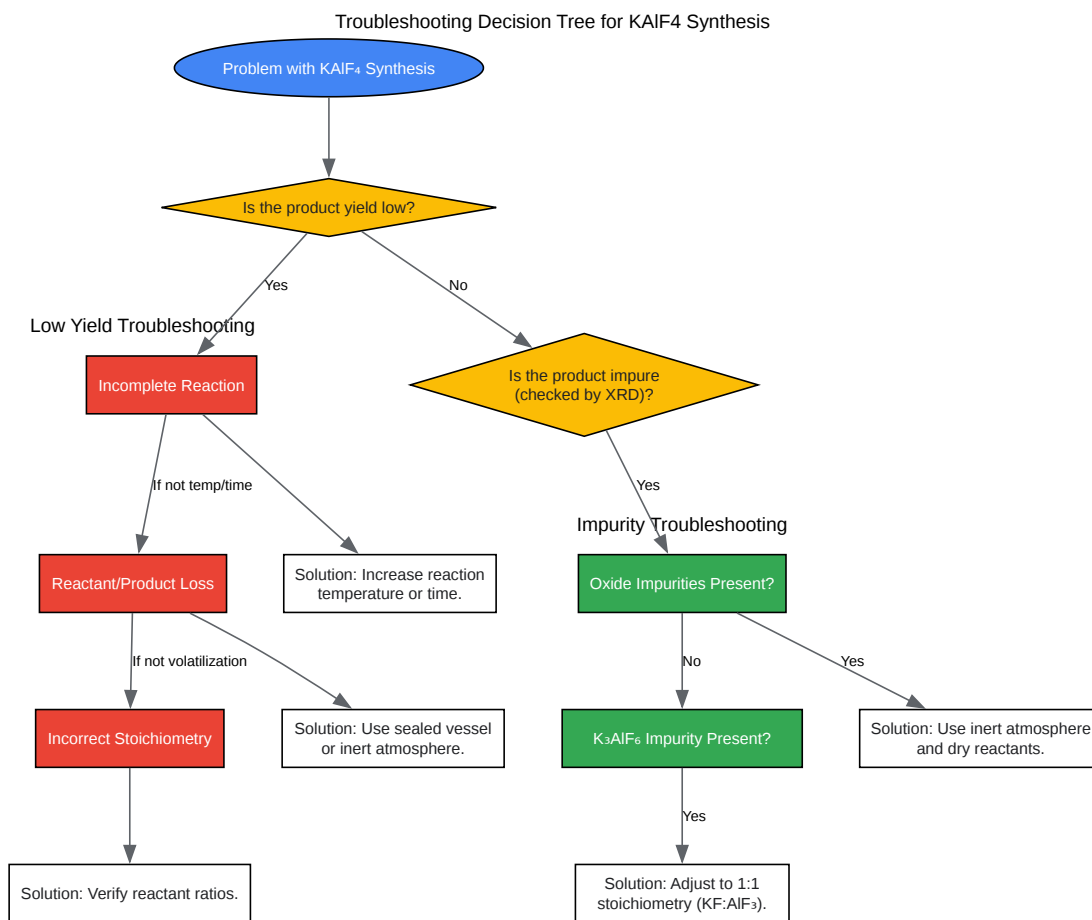 Troubleshooting Decision Tree for KAlF4 Synthesis
Problem with KAlF₄ Synthesis
Is the product yield low?
Yes
No
Low Yield Troubleshooting
Incomplete Reaction
Is the product impure
(checked by XRD)?
If not temp/time
Yes
Impurity Troubleshooting
Reactant/Product Loss
Solution: Increase reaction
temperature or time.
Oxide Impurities Present?
If not volatilization
No
Yes
Incorrect Stoichiometry
Solution: Use sealed vessel
or inert atmosphere.
K₃AlF₆ Impurity Present?
Solution: Use inert atmosphere
and dry reactants.
Yes
Solution: Verify reactant ratios.
Solution: Adjust to 1:1
stoichiometry (KF:AlF₃).